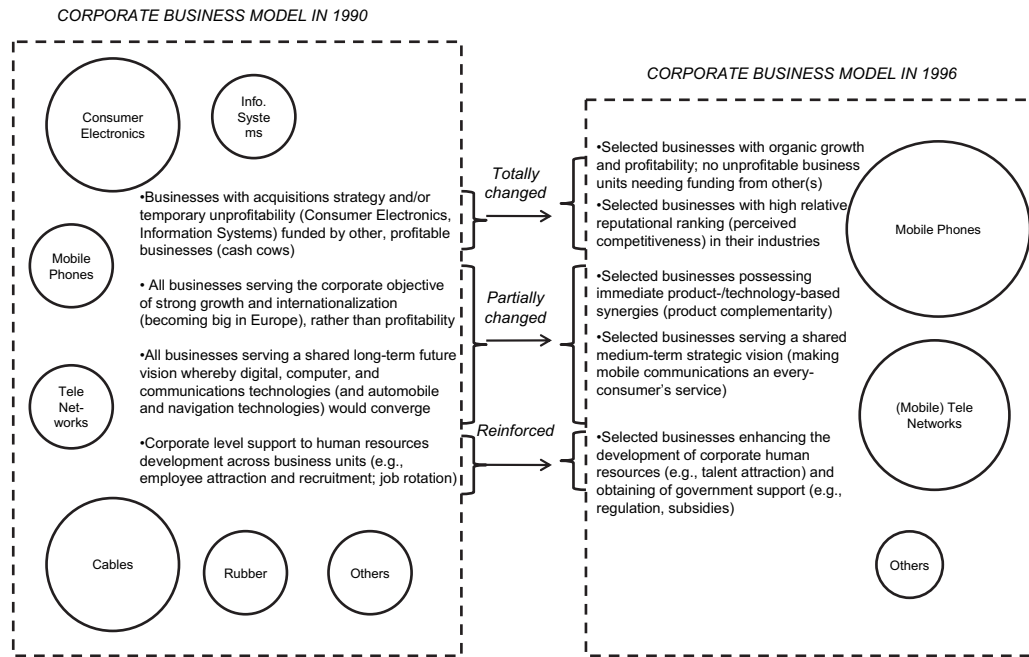 CORPORATE BUSINESS MODEL IN 1990
Consumer
Electronics
Info.
Syste
ms
•Businesses with acquisitions strategy and/or
temporary unprofitability (Consumer Electronics,
Information Systems) funded by other, profitable
businesses (cash cows)
Mobile
Phones
• All businesses serving the corporate objective
of strong growth and internationalization
(becoming big in Europe), rather than profitability
•All businesses serving a shared long-term future
vision whereby digital, computer, and
communications technologies (and automobile
and navigation technologies) would converge
Tele
Net-
works
•Corporate level support to human resources
development across business units (e.g.,
employee attraction and recruitment; job rotation)
Cables
Rubber
Others
Totally
changed
Partially
changed
Reinforced
CORPORATE BUSINESS MODEL IN 1996
•Selected businesses with organic growth
and profitability; no unprofitable business
units needing funding from other(s)
•Selected businesses with high relative
reputational ranking (perceived
competitiveness) in their industries
Mobile Phones
•Selected businesses possessing
immediate product-/technology-based
synergies (product complementarity)
•Selected businesses serving a shared
medium-term strategic vision (making
mobile communications an every-
consumer's service)
(Mobile) Tele
Networks
•Selected businesses enhancing the
development of corporate human
resources (e.g., talent attraction) and
obtaining of government support (e.g.,
regulation, subsidies)
Others